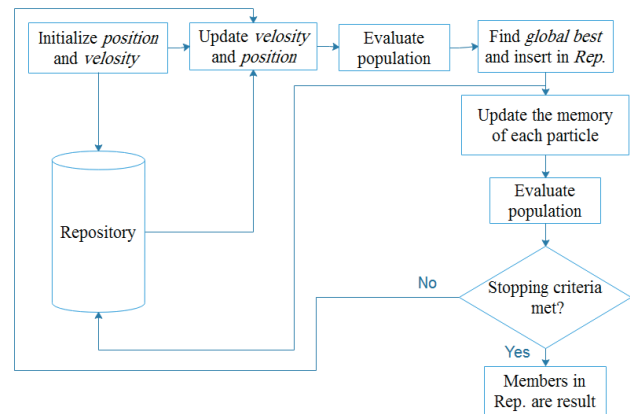 Initialize position
and velocity
Update velosity
and position
Evaluate
population
Find global best
and insert in Rep.
Update the memory
of each particle
Evaluate
population
Repository
Stopping criteria
met?
No
Yes
Members in
Rep. are result